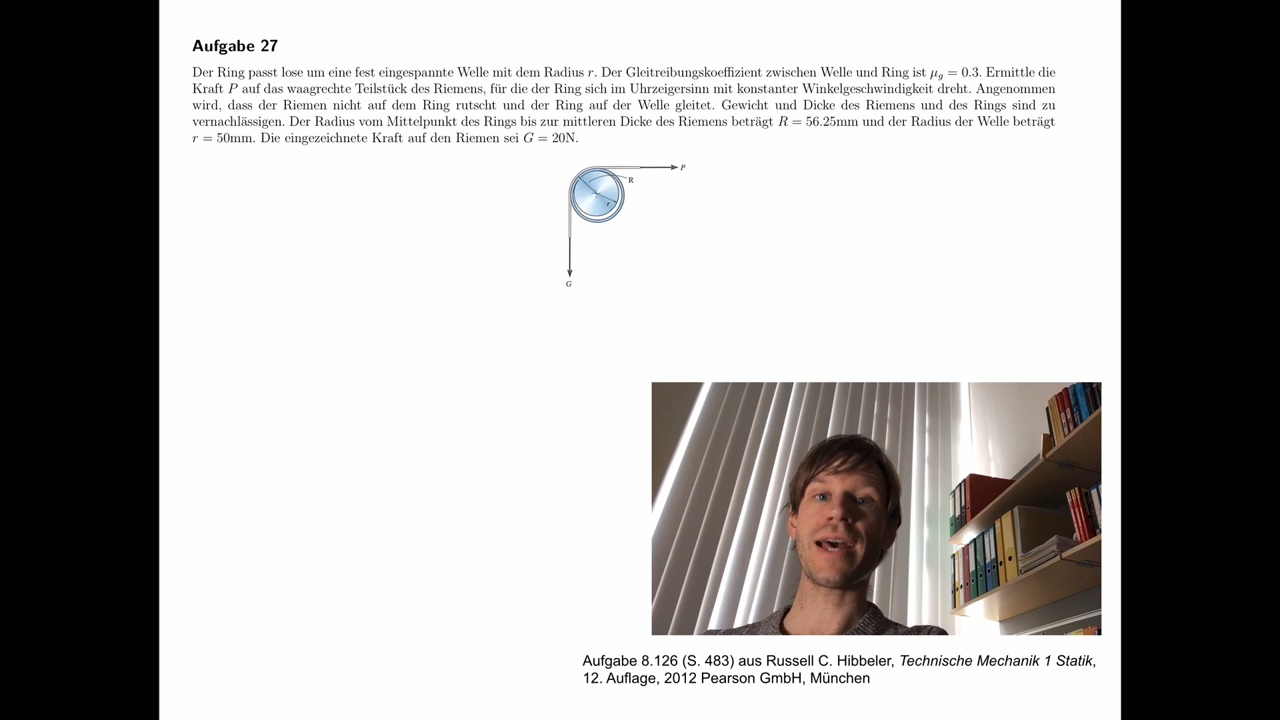 Aufgabe 27
Der Ring passt lose um eine fest eingespannte Welle mit dem Radius r. Der Gleitreibungskoeffizient zwischen Welle und Ring ist μg = 0.3. Ermittle die
Kraft P auf das waagrechte Teilstück des Riemens, für die der Ring sich im Uhrzeigersinn mit konstanter Winkelgeschwindigkeit dreht. Angenommen
wird, dass der Riemen nicht auf dem Ring rutscht und der Ring auf der Welle gleitet. Gewicht und Dicke des Riemens und des Rings sind zu
vernachlässigen. Der Radius vom Mittelpunkt des Rings bis zur mittleren Dicke des Riemens beträgt R = 56.25mm und der Radius der Welle beträgt
r = 50mm. Die eingezeichnete Kraft auf den Riemen sei G = 20N.
P
R
r
G
Aufgabe 8.126 (S. 483) aus Russell C. Hibbeler, Technische Mechanik 1 Statik,
12. Auflage, 2012 Pearson GmbH, München